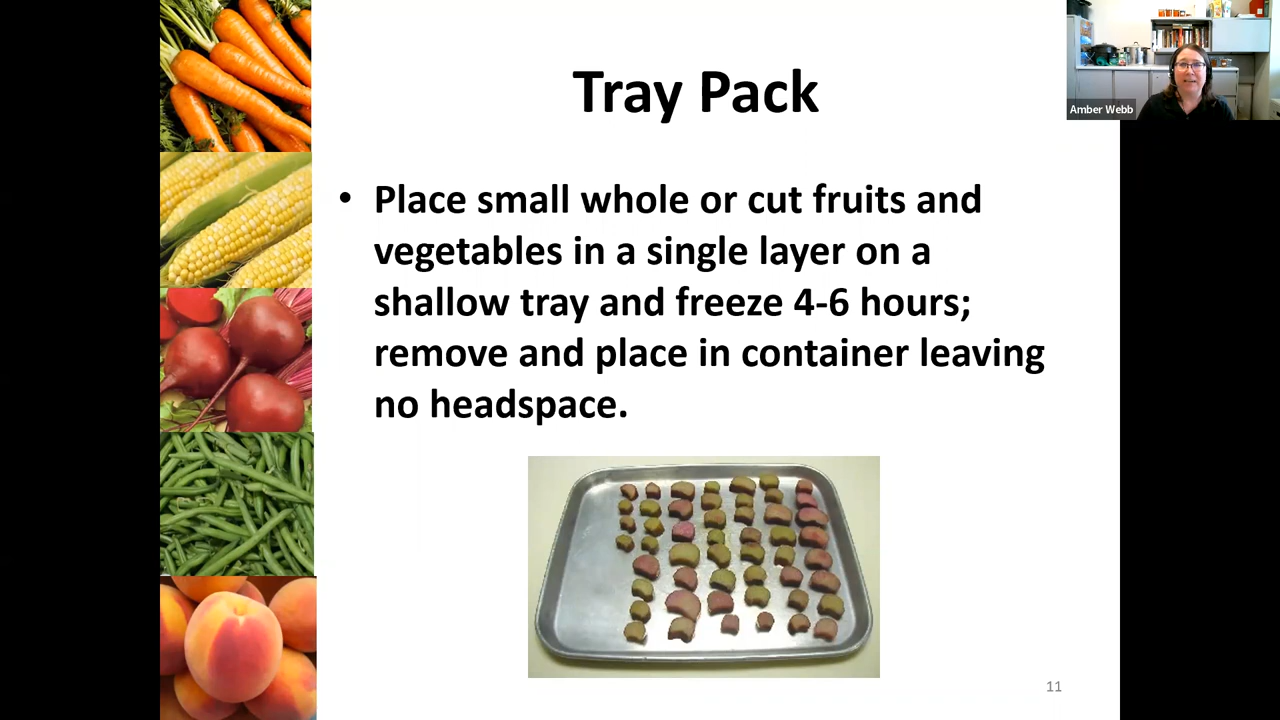 Tray Pack
Amber Webb
• Place small whole or cut fruits and
vegetables in a single layer on a
shallow tray and freeze 4-6 hours;
remove and place in container leaving
no headspace.
11